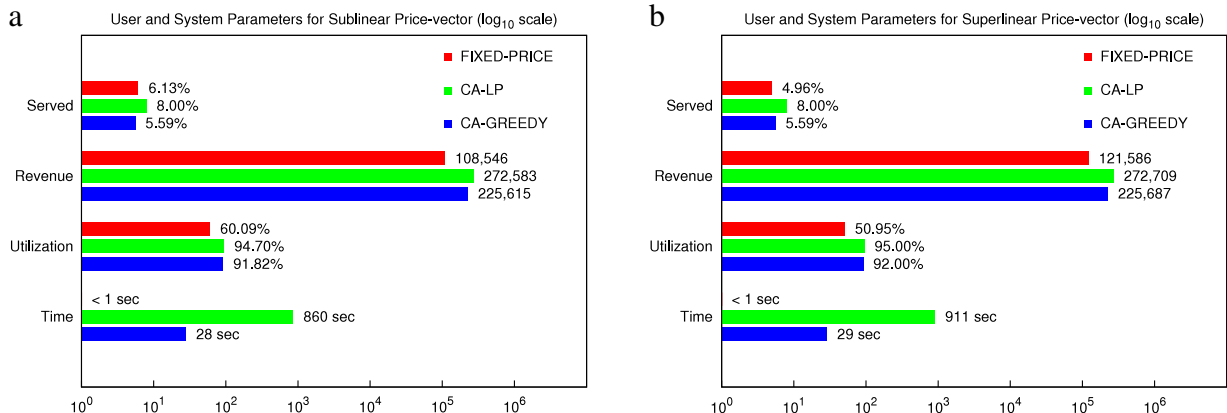 a
User and System Parameters for Sublinear Price-vector (log10 scale)
FIXED-PRICE
CA-LP
CA-GREEDY
Served
6.13%
8.00%
5.59%
Revenue
108,546
272,583
225,615
Utilization
60.09%
94.70%
91.82%
Time
< 1 sec
860 sec
28 sec
10^0 10^1 10^2 10^3 10^4 10^5 10^6
b
User and System Parameters for Superlinear Price-vector (log10 scale)
FIXED-PRICE
CA-LP
CA-GREEDY
Served
4.96%
8.00%
5.59%
Revenue
121,586
272,709
225,687
Utilization
50.95%
95.00%
92.00%
Time
< 1 sec
911 sec
29 sec
10^0 10^1 10^2 10^3 10^4 10^5 10^6